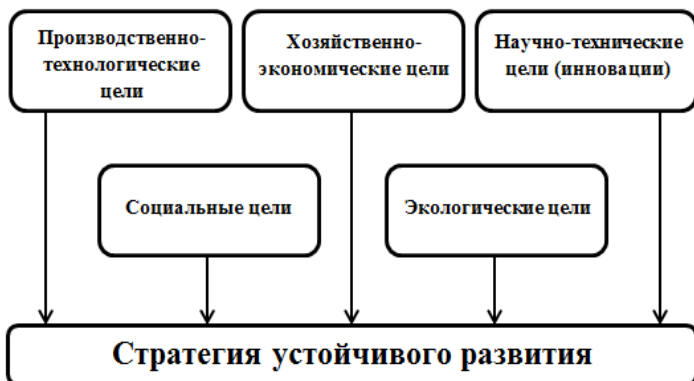 Производственно-
технологические
цели
Хозяйственно-
экономические цели
Научно-технические
цели (инновации)
Социальные цели
Экологические цели
Стратегия устойчивого развития